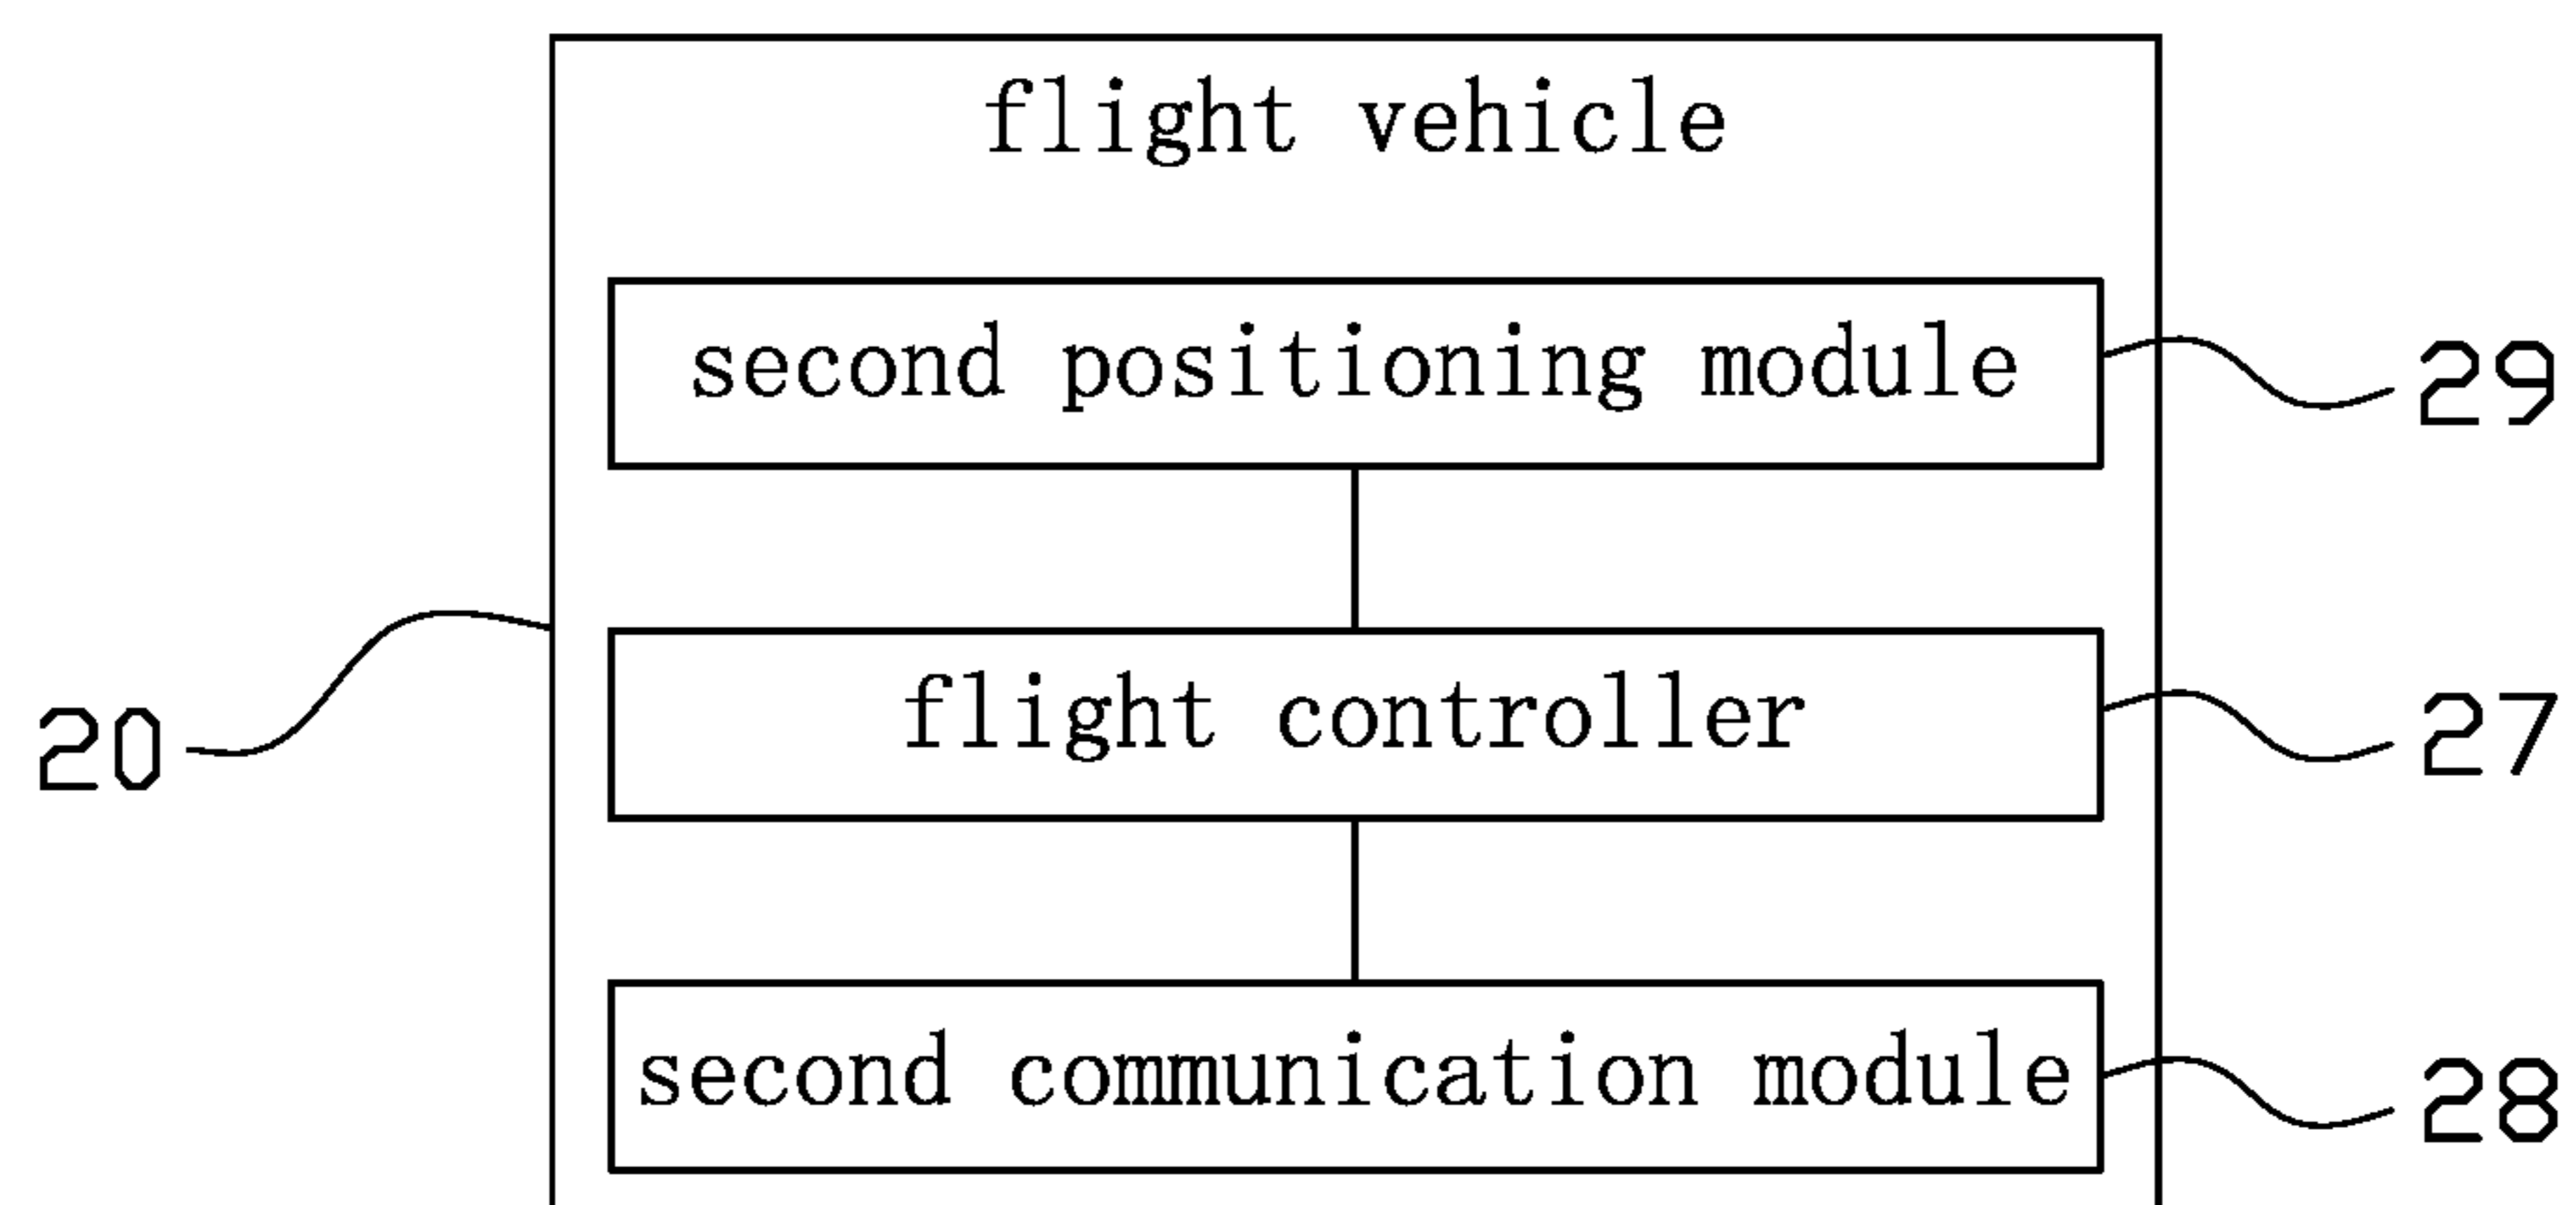 flight vehicle
second positioning module
29
flight controller
20
27
second communication module
28